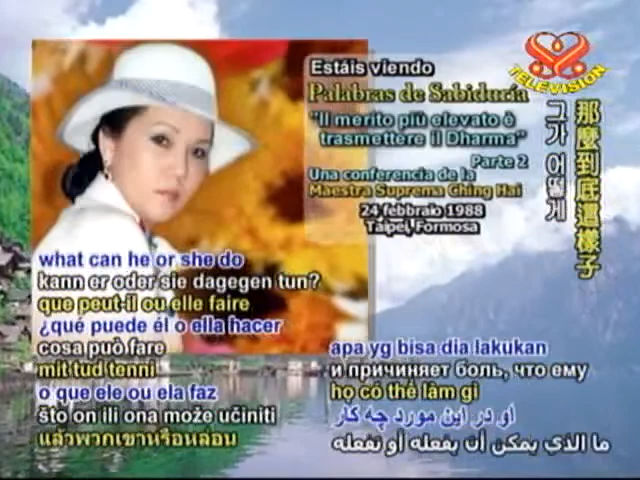 Estáis viendo
Palabras de Sabiduría
"Il merito più elevato è
trasmettere il Dharma"
Parte 2
Una conferencia de la
Maestra Suprema Ching Hai
24 febbraio 1988
Taipei, Formosa
TELEVISION
那麼到底這樣子
그가 어떻게
what can he or she do
kann er oder sie dagegen tun?
que peut-il ou elle faire
¿qué puede él o ella hacer
cosa può fare
mit tud tenni
o que ele ou ela faz
što on ili ona može učiniti
แล้วพวกเขาหรือหล่อน
apa yg bisa dia lakukan
и причиняет боль, что ему
họ có thể làm gì
او در این مورد چه کار
ما الذي يمكن أن يفعله أو تفعله